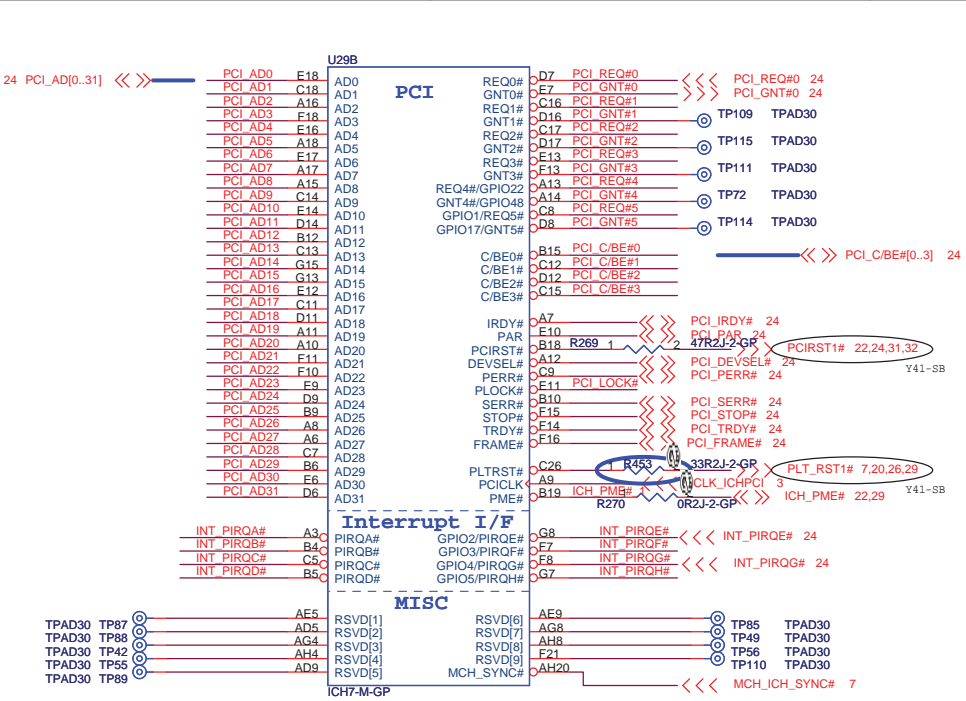 U29B
24 PCI_AD[0..31]
PCI
PCI_AD0 E18 AD0 REQ0# D7 PCI_REQ#0 PCI_REQ#0 24
PCI_AD1 C18 AD1 GNT0# E7 PCI_GNT#0 PCI_GNT#0 24
PCI_AD2 A16 AD2 REQ1# C16 PCI_REQ#1
PCI_AD3 F18 AD3 GNT1# D16 PCI_GNT#1 TP109 TPAD30
PCI_AD4 E16 AD4 REQ2# C17 PCI_REQ#2
PCI_AD5 A18 AD5 GNT2# D17 PCI_GNT#2 TP115 TPAD30
PCI_AD6 E17 AD6 REQ3# E13 PCI_REQ#3
PCI_AD7 A17 AD7 GNT3# F13 PCI_GNT#3 TP111 TPAD30
PCI_AD8 A15 AD8 REQ4#/GPIO22 A13 PCI_REQ#4
PCI_AD9 C14 AD9 GNT4#/GPIO48 A14 PCI_GNT#4 TP72 TPAD30
PCI_AD10 E14 AD10 GPIO1/REQ5# C8 PCI_REQ#5
PCI_AD11 D14 AD11 GPIO17/GNT5# D8 PCI_GNT#5 TP114 TPAD30
PCI_AD12 B12 AD12
PCI_AD13 C13 AD13 C/BE0# B15 PCI_C/BE#0 PCI_C/BE#[0..3] 24
PCI_AD14 G15 AD14 C/BE1# C12 PCI_C/BE#1
PCI_AD15 G13 AD15 C/BE2# D12 PCI_C/BE#2
PCI_AD16 E12 AD16 C/BE3# C15 PCI_C/BE#3
PCI_AD17 C11 AD17
PCI_AD18 D11 AD18 IRDY# A7 PCI_IRDY# 24
PCI_AD19 A11 AD19 PAR E10 PCI_PAR 24
PCI_AD20 A10 AD20 PCIRST# B18 R269 1 2 47R2J-2-GP PCIRST1# 22,24,31,32
PCI_AD21 F11 AD21 DEVSEL# A12 PCI_DEVSEL# 24
Y41-SB
PCI_AD22 F10 AD22 PERR# C9 PCI_PERR# 24
PCI_AD23 E9 AD23 PLOCK# E11 PCI_LOCK#
PCI_AD24 D9 AD24 SERR# B10 PCI_SERR# 24
PCI_AD25 B9 AD25 STOP# F15 PCI_STOP# 24
PCI_AD26 A8 AD26 TRDY# F14 PCI_TRDY# 24
PCI_AD27 A6 AD27 FRAME# F16 PCI_FRAME# 24
PCI_AD28 C7 AD28
PCI_AD29 B6 AD29 PLTRST# C26 1 R453 33R2J-2-GP PLT_RST1# 7,20,26,29
PCI_AD30 E6 AD30 PCICLK A9 CLK_ICHPCI 3
Y41-SB
PCI_AD31 D6 AD31 PME# B19 ICH_PME# 1 ICH_PME# 22,29
R270 0R2J-2-GP
Interrupt I/F
INT_PIRQA# A3 PIRQA# GPIO2/PIRQE# G8 INT_PIRQE# INT_PIRQE# 24
INT_PIRQB# B4 PIRQB# GPIO3/PIRQF# F7 INT_PIRQF#
INT_PIRQC# C5 PIRQC# GPIO4/PIRQG# F8 INT_PIRQG# INT_PIRQG# 24
INT_PIRQD# B5 PIRQD# GPIO5/PIRQH# G7 INT_PIRQH#
MISC
TPAD30 TP87 AE5 RSVD[1] RSVD[6] AE9 TP85 TPAD30
TPAD30 TP88 AD5 RSVD[2] RSVD[7] AG8 TP49 TPAD30
TPAD30 TP42 AG4 RSVD[3] RSVD[8] AH8 TP56 TPAD30
TPAD30 TP55 AH4 RSVD[4] RSVD[9] F21 TP110 TPAD30
TPAD30 TP89 AD9 RSVD[5] MCH_SYNC# AH20 MCH_ICH_SYNC# 7
ICH7-M-GP